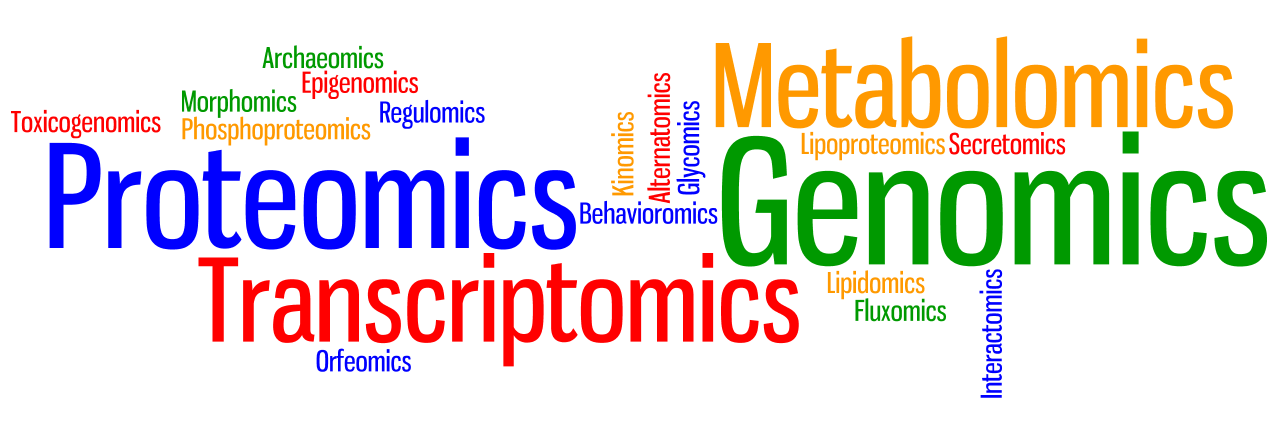 Archaeomics
Epigenomics
Morphomics
Regulomics
Toxicogenomics
Phosphoproteomics
Proteomics
Transcriptomics
Orfeomics
Kinomics
Alternatomics
Glycomics
Behavioromics
Metabolomics
Lipoproteomics
Secretomics
Genomics
Lipidomics
Fluxomics
Interactomics